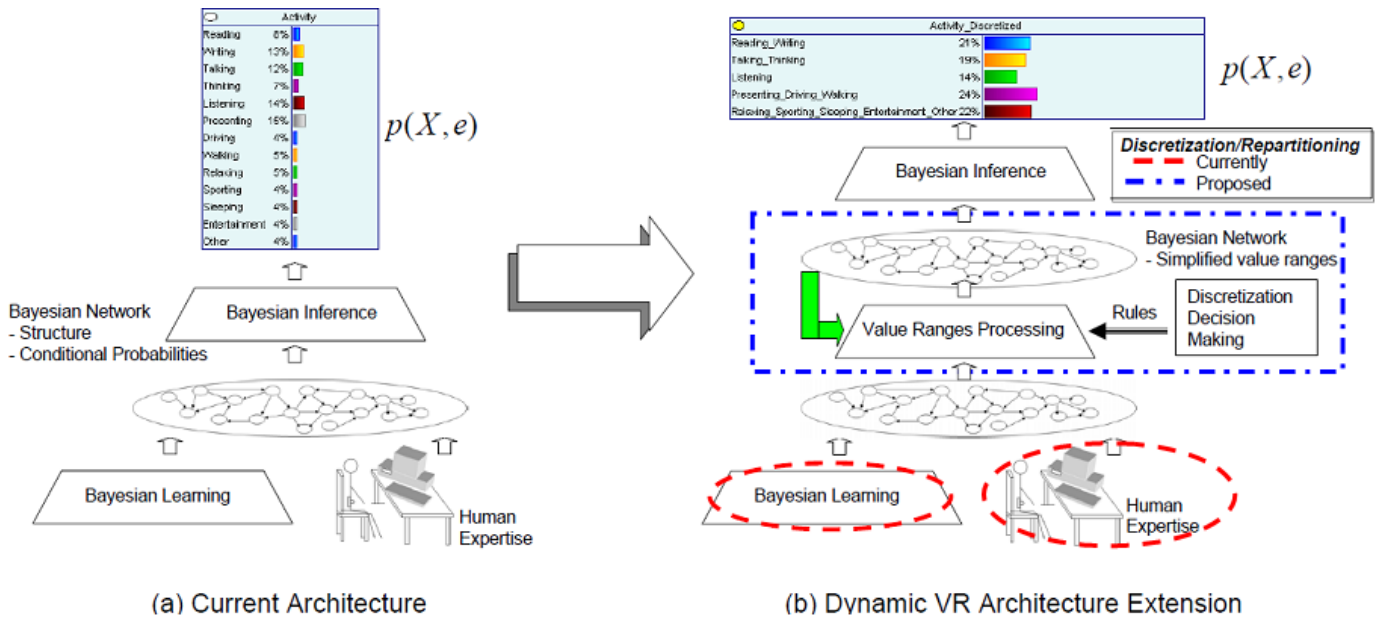 Activity
Reading 8%
Writing 13%
Talking 12%
Thinking 7%
Listening 14%
Presenting 15%
Driving 4%
Walking 5%
Relaxing 5%
Sporting 4%
Sleeping 4%
Entertainment 4%
Other 4%
p(X,e)
Bayesian Inference
Bayesian Network
- Structure
- Conditional Probabilities
Bayesian Learning
Human
Expertise
(a) Current Architecture
Activity_Discretized
Reading_Writing 21%
Talking_Thinking 19%
Listening 14%
Presenting_Driving_Walking 24%
Relaxing_Sporting_Sleeping_Entertainment_Other 22%
p(X,e)
Discretization/Repartitioning
Currently
Proposed
Bayesian Inference
Bayesian Network
- Simplified value ranges
Value Ranges Processing
Rules
Discretization
Decision
Making
Bayesian Learning
Human
Expertise
(b) Dynamic VR Architecture Extension